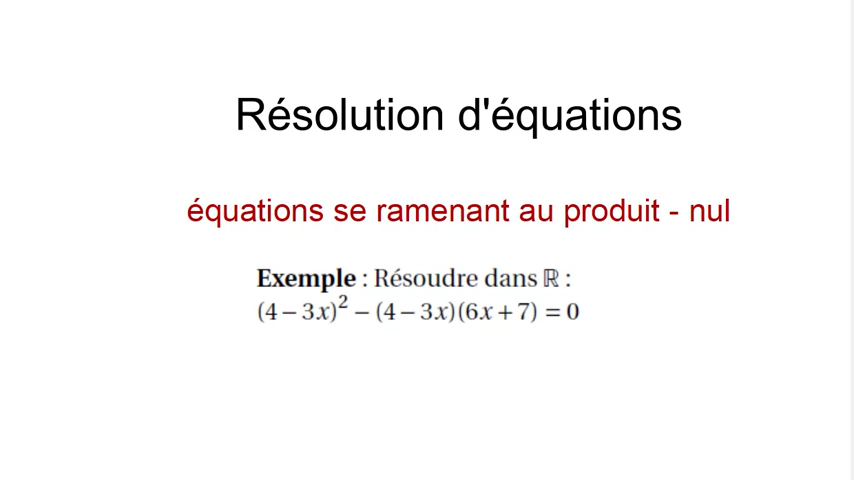 Résolution d'équations
équations se ramenant au produit - nul
Exemple : Résoudre dans ℝ :
(4 − 3x)² − (4 − 3x)(6x + 7) = 0